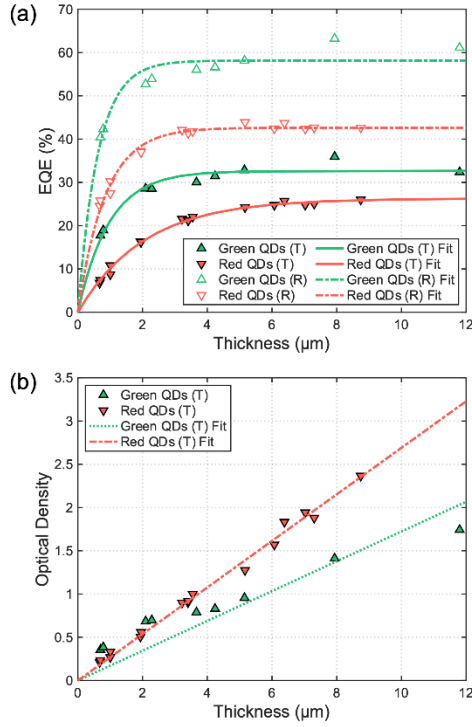 (a)
70
60
50
40
30
20
10
0
EQE (%)
Green QDs (T)
Red QDs (T)
Green QDs (R)
Red QDs (R)
Green QDs (T) Fit
Red QDs (T) Fit
Green QDs (R) Fit
Red QDs (R) Fit
0 2 4 6 8 10 12
Thickness (μm)
(b)
3.5
3
2.5
2
1.5
1
0.5
0
Optical Density
Green QDs (T)
Red QDs (T)
Green QDs (T) Fit
Red QDs (T) Fit
0 2 4 6 8 10 12
Thickness (μm)